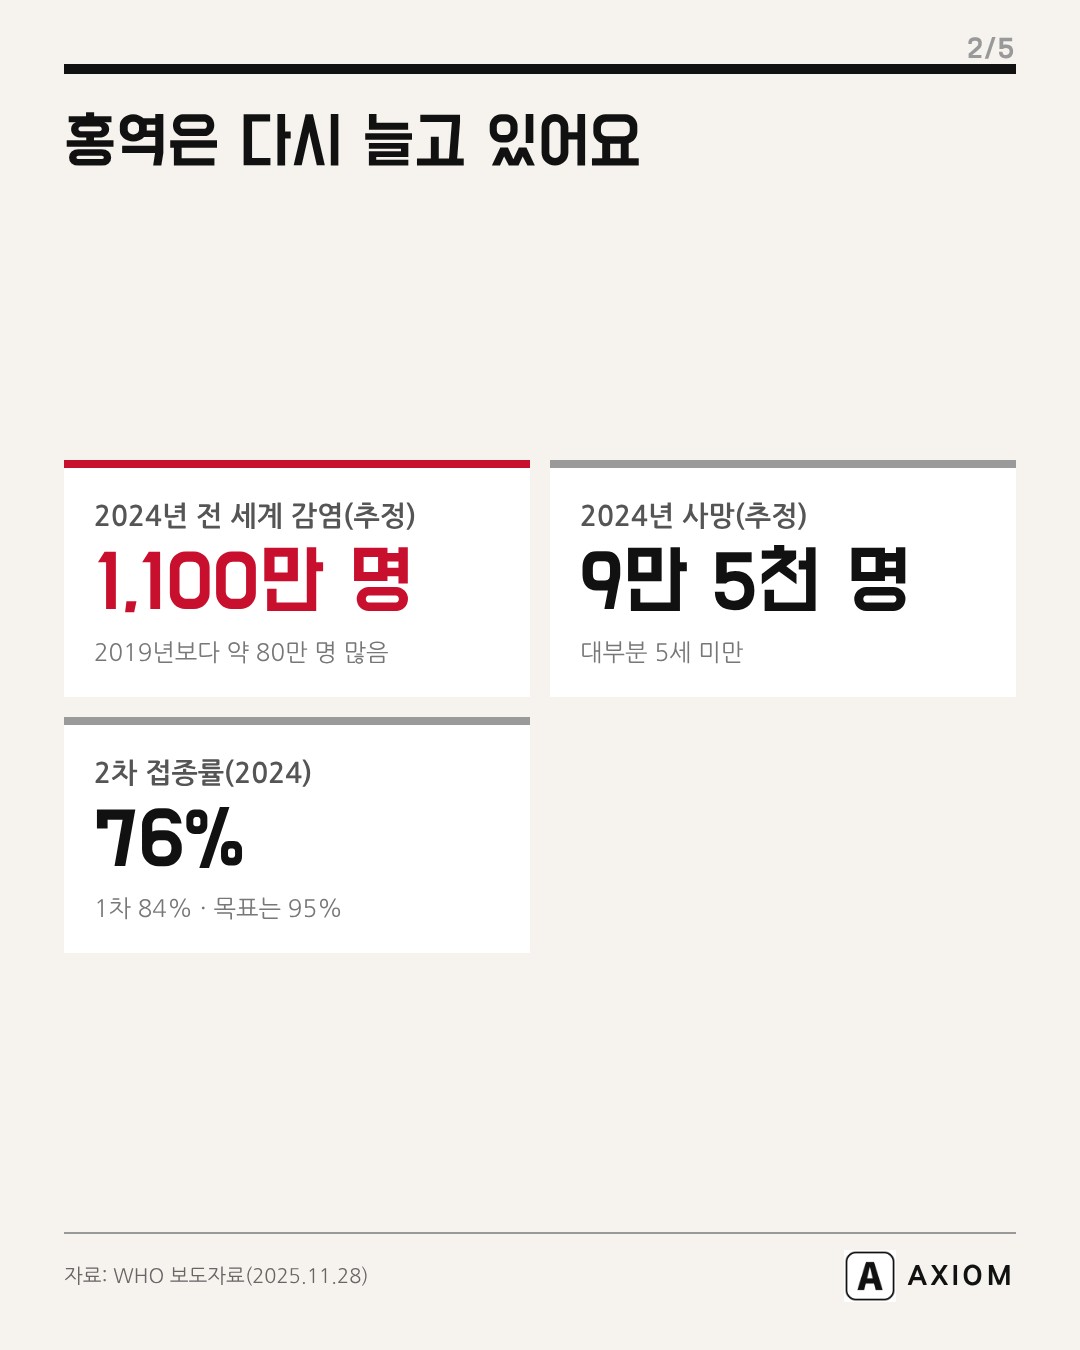 2/5
홍역은 다시 늘고 있어요
2024년 전 세계 감염(추정)
1,100만 명
2019년보다 약 80만 명 많음
2024년 사망(추정)
9만 5천 명
대부분 5세 미만
2차 접종률(2024)
76%
1차 84% · 목표는 95%
자료: WHO 보도자료(2025.11.28)
A AXIOM